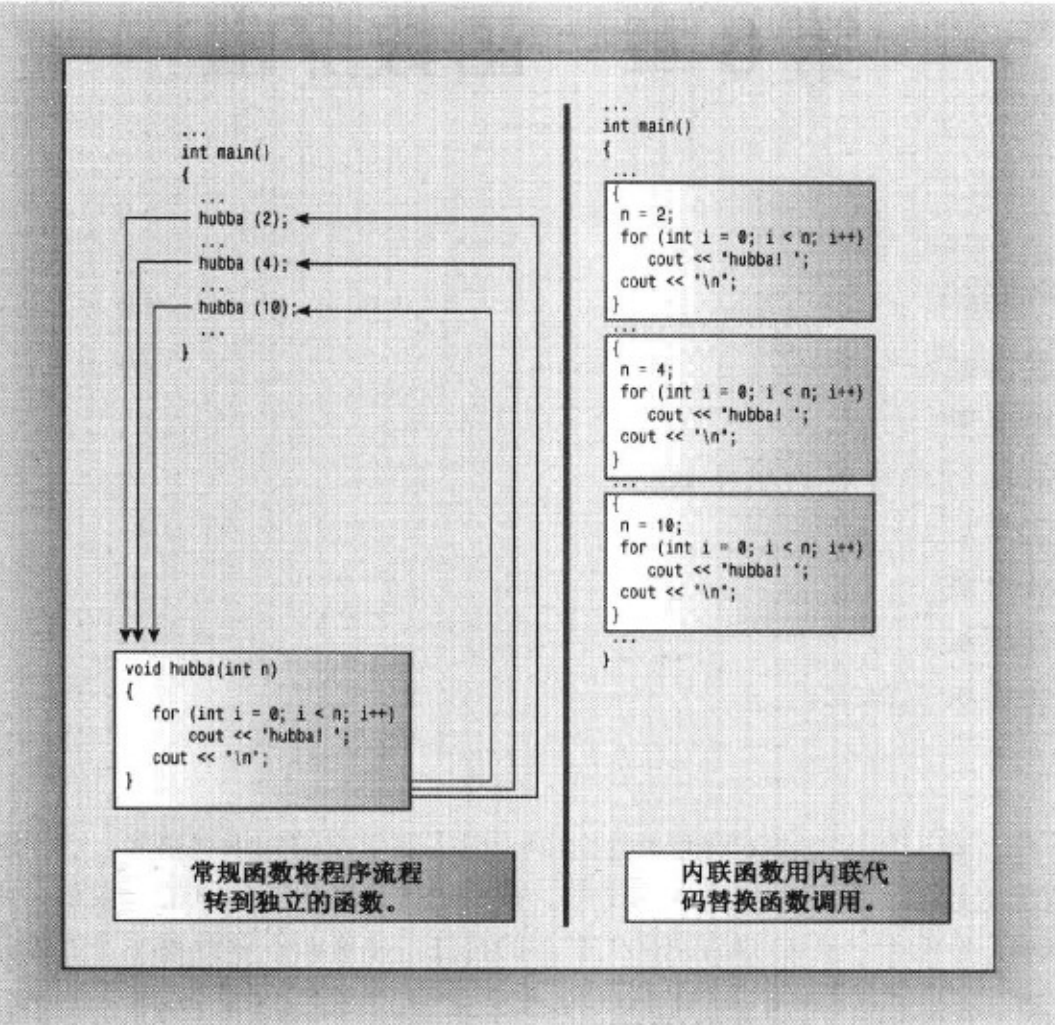 ...
int main()
{
...
hubba (2);
...
hubba (4);
...
hubba (10);
...
}
void hubba(int n)
{
for (int i = 0; i < n; i++)
cout << "hubba! ";
cout << "\n";
}
常规函数将程序流程
转到独立的函数。
...
int main()
{
...
{
n = 2;
for (int i = 0; i < n; i++)
cout << "hubba! ";
cout << "\n";
}
...
{
n = 4;
for (int i = 0; i < n; i++)
cout << "hubba! ";
cout << "\n";
}
...
{
n = 10;
for (int i = 0; i < n; i++)
cout << "hubba! ";
cout << "\n";
}
...
}
内联函数用内联代
码替换函数调用。